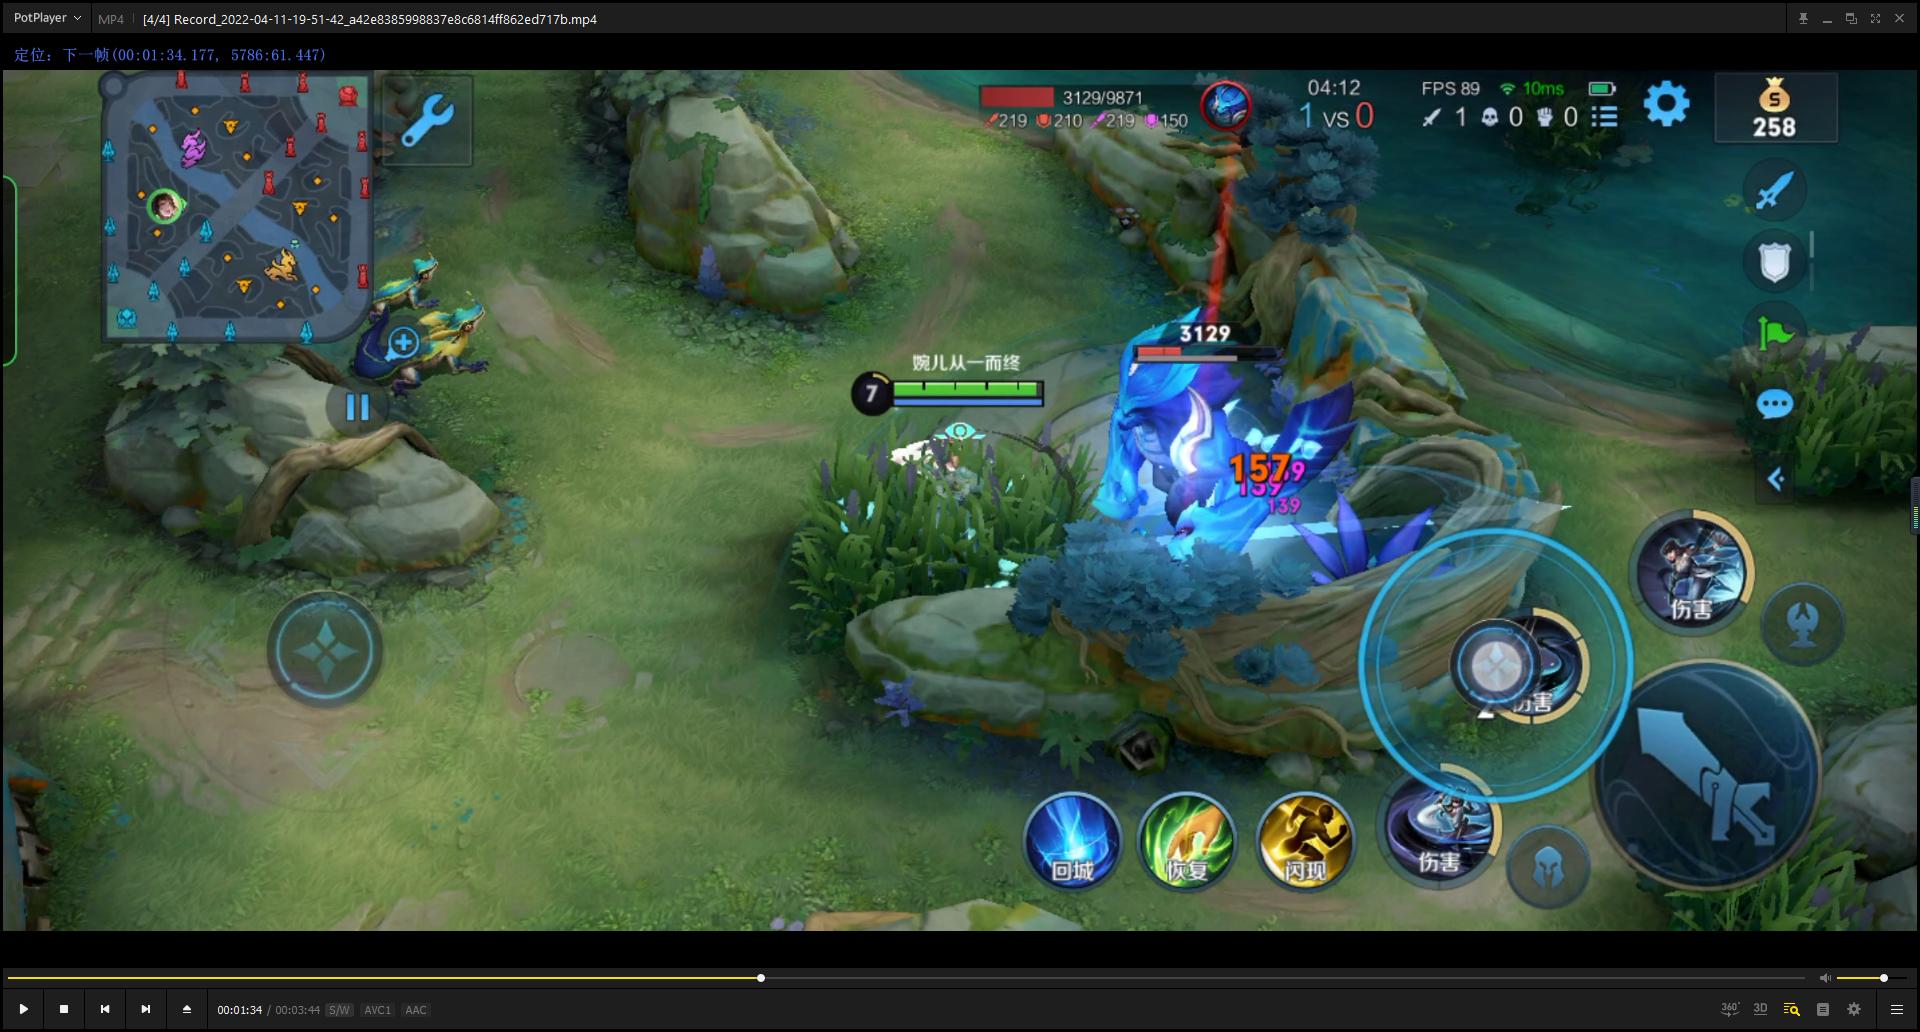 PotPlayer MP4 [4/4] Record_2022-04-11-19-51-42_a42e8385998837e8c6814ff862ed717b.mp4
定位: 下一帧(00:01:34.177, 5786:61.447)
3129/9871
219 210 219 150
04:12
1 VS 0
FPS 89 10ms
1 0 0
S
258
3129
婉儿从一而终
7
157
139
伤害
伤害
2
伤害
回城
恢复
闪现
00:01:34 / 00:03:44 S/W AVC1 AAC
360° 3D